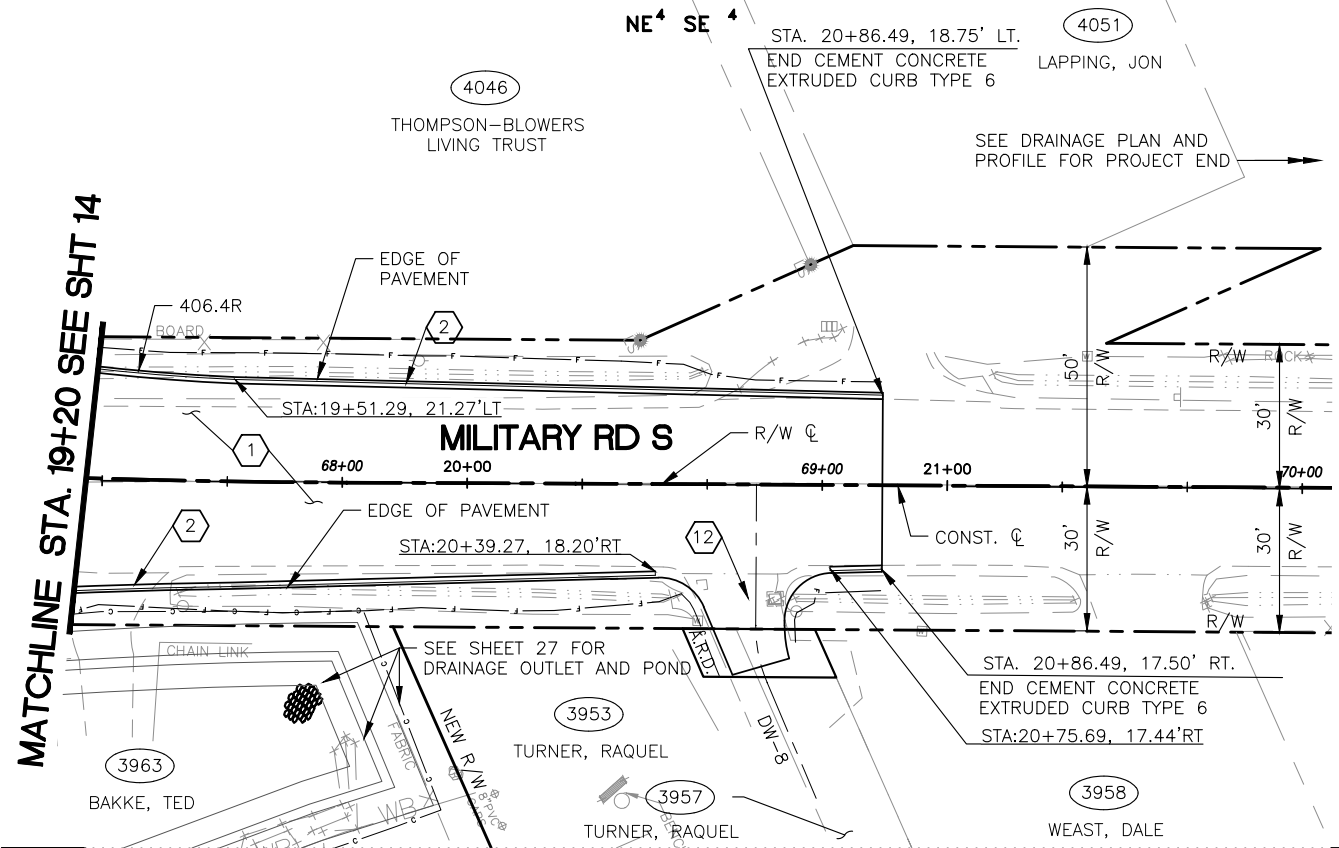 NE4 SE 4
STA. 20+86.49, 18.75' LT.
END CEMENT CONCRETE
EXTRUDED CURB TYPE 6
4051
LAPPING, JON
4046
THOMPSON-BLOWERS
LIVING TRUST
SEE DRAINAGE PLAN AND
PROFILE FOR PROJECT END
MATCHLINE STA. 19+20 SEE SHT 14
EDGE OF
PAVEMENT
406.4R
BOARD
2
F F F F F F F F F F
50'
R/W
R/W
ROCK
STA:19+51.29, 21.27'LT
30'
R/W
MILITARY RD S
R/W ℄
1
68+00
20+00
69+00
21+00
70+00
EDGE OF PAVEMENT
2
STA:20+39.27, 18.20'RT
12
CONST. ℄
30'
R/W
30'
R/W
R/W
A.R.D.
CHAIN LINK
SEE SHEET 27 FOR
DRAINAGE OUTLET AND POND
STA. 20+86.49, 17.50' RT.
END CEMENT CONCRETE
EXTRUDED CURB TYPE 6
STA:20+75.69, 17.44'RT
3953
TURNER, RAQUEL
NEW R/W
FABRIC
DW-8
3963
BAKKE, TED
WB
8"PVC
3957
TURNER, RAQUEL
3958
WEAST, DALE